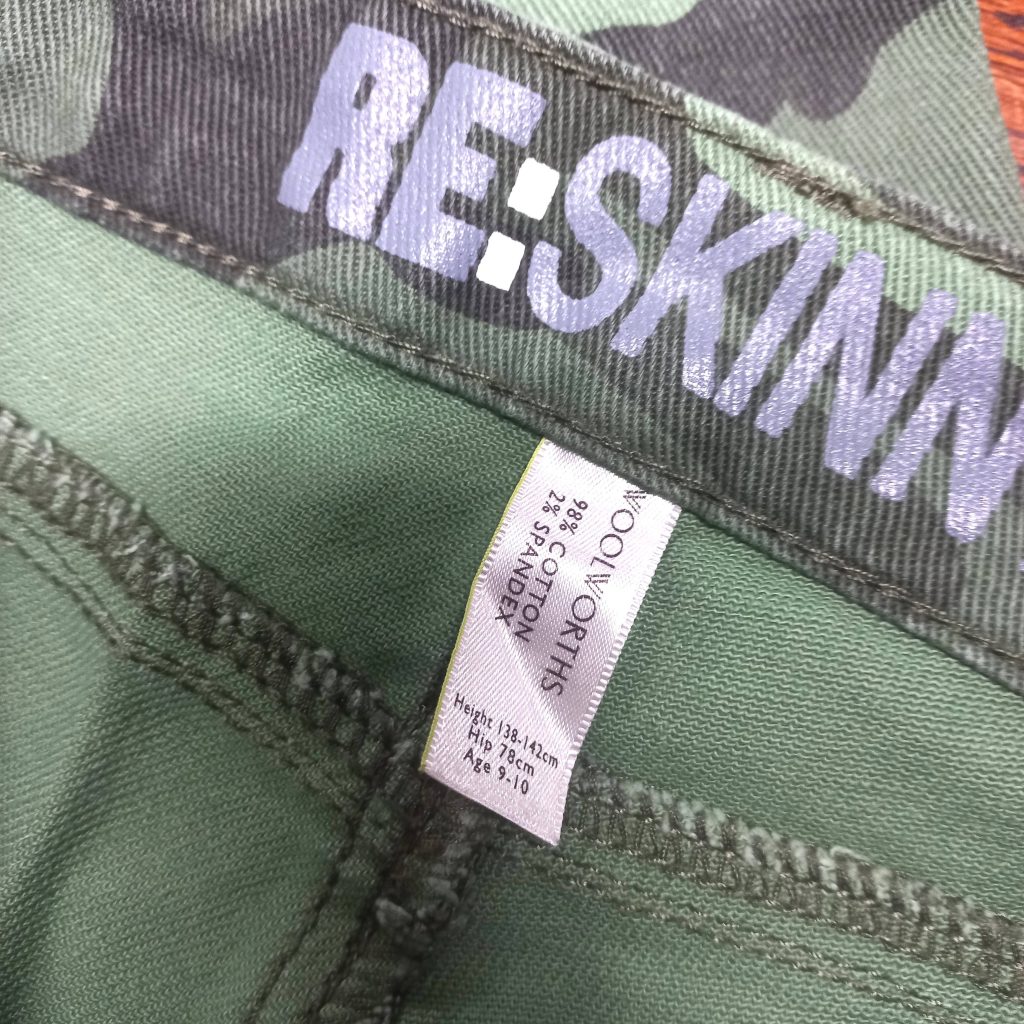 RE:SKINN
WOOLWORTHS
98% COTTON
2% SPANDEX
Height 138-142cm
Hip 78cm
Age 9-10